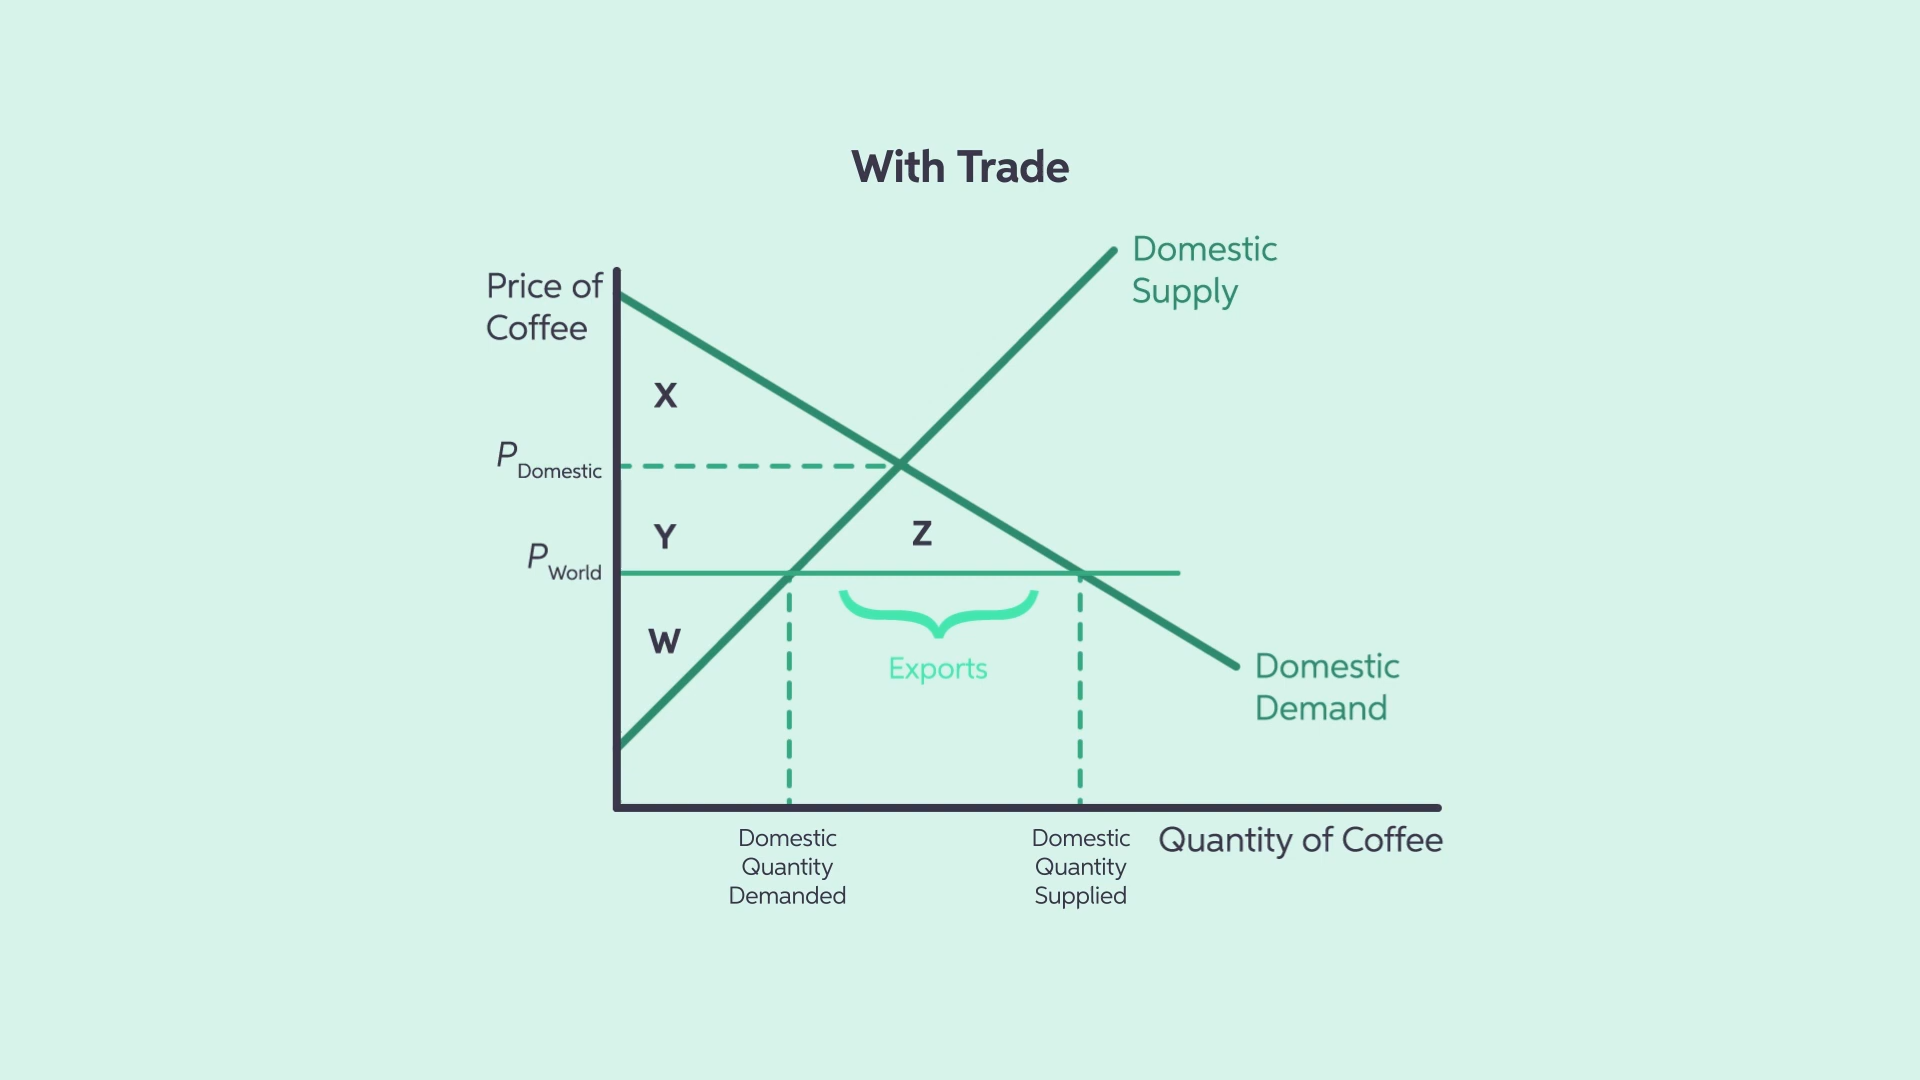 With Trade
Domestic
Supply
Price of
Coffee
X
P Domestic
Y
Z
P World
W
Exports
Domestic
Demand
Domestic
Quantity
Demanded
Domestic
Quantity
Supplied
Quantity of Coffee